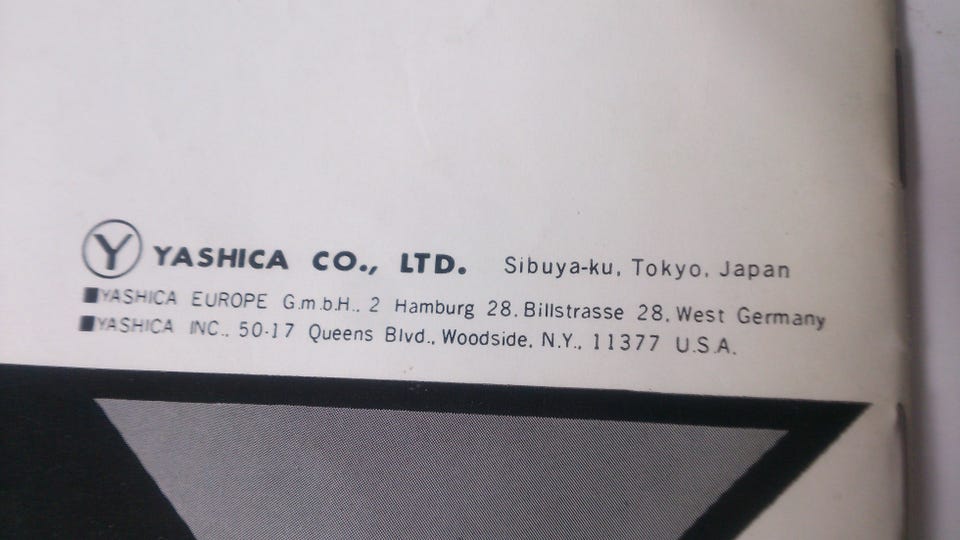 Y YASHICA CO., LTD. Sibuya-ku, Tokyo, Japan
■YASHICA EUROPE G.m.b.H., 2 Hamburg 28, Billstrasse 28, West Germany
■YASHICA INC., 50-17 Queens Blvd., Woodside, N.Y., 11377 U.S.A.